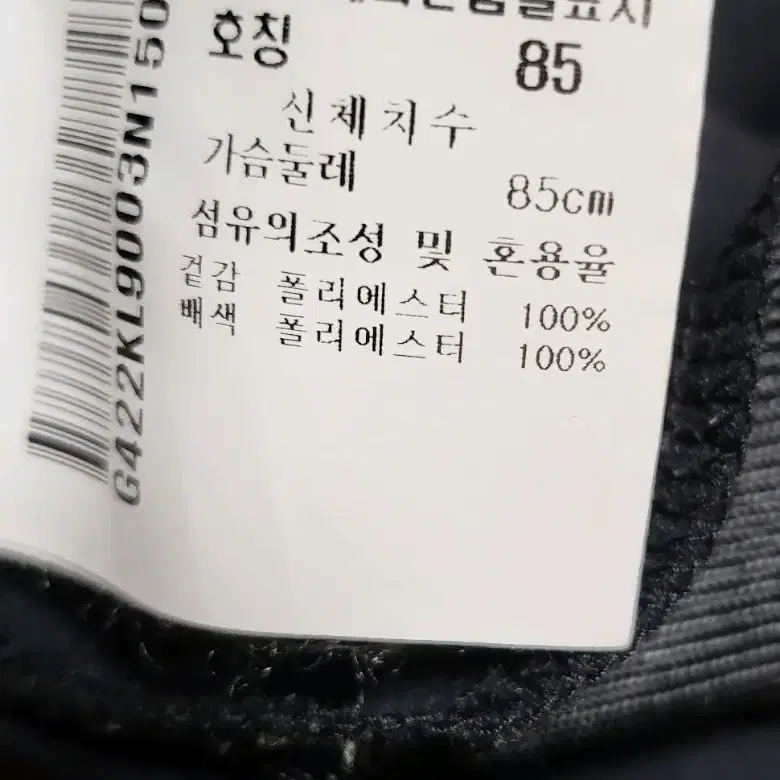 호칭 85
신체치수
가슴둘레 85cm
섬유의조성 및 혼용율
겉감 폴리에스터 100%
배색 폴리에스터 100%
G422KL9003N150